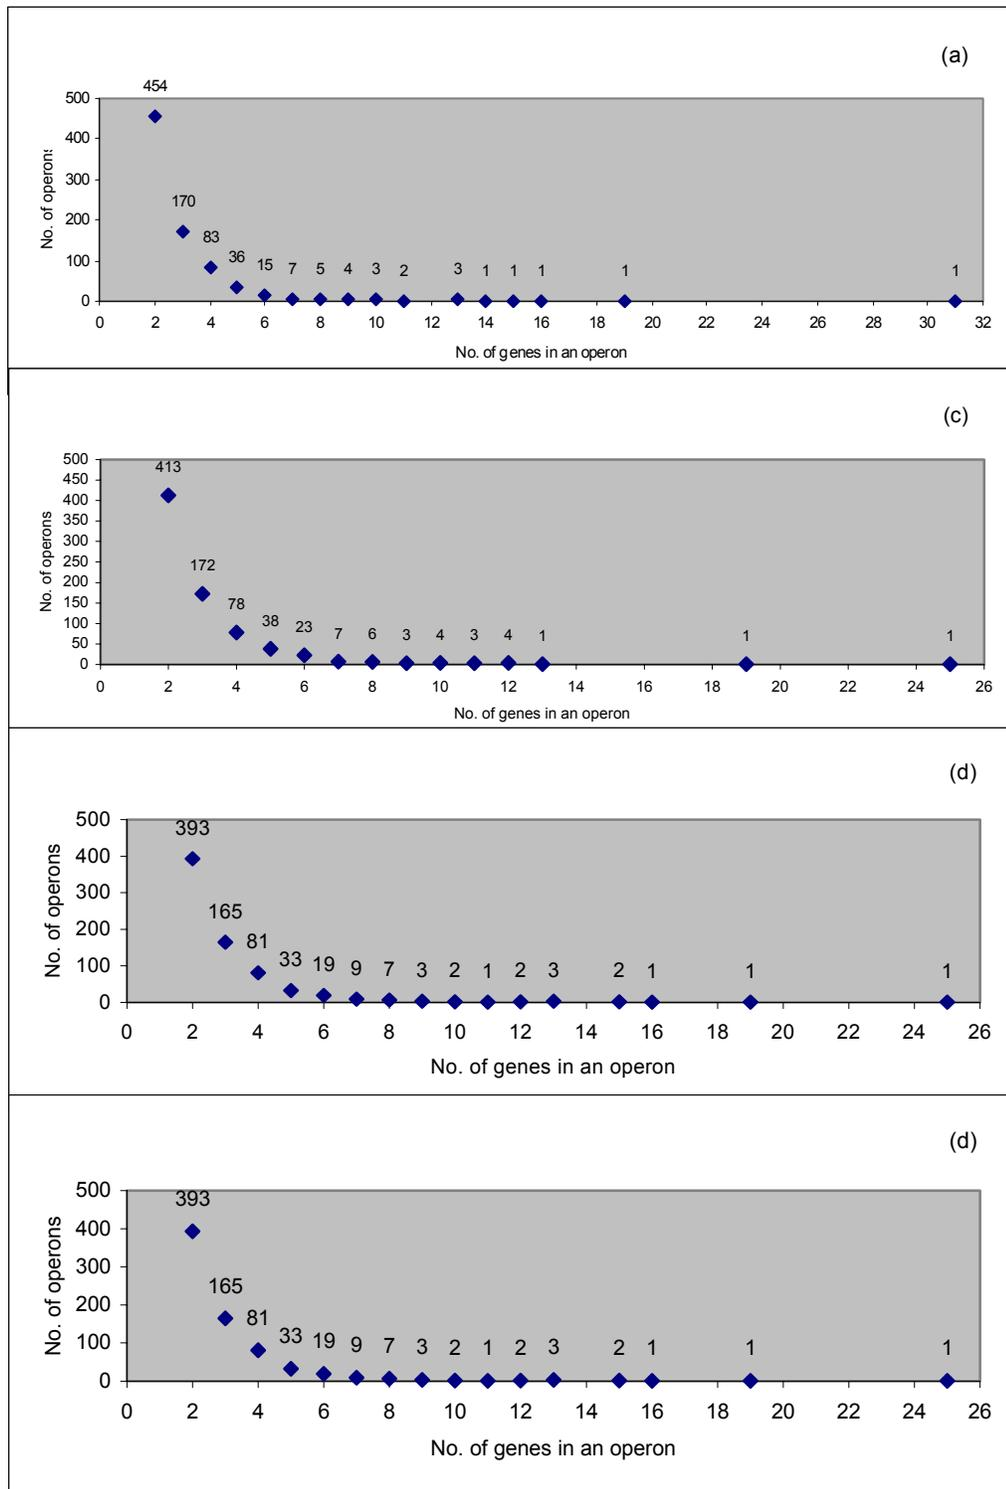 (a)
454
500
400
170
300
83
200
36 15 7 5 4 3 2 3 1 1 1 1 1
100
0
0 2 4 6 8 10 12 14 16 18 20 22 24 26 28 30 32
No. of operons
No. of genes in an operon
(c)
500
413
450
400
350
300
250
172
200
150
78
38 23 7 6 3 4 3 4 1 1 1
100
50
0
0 2 4 6 8 10 12 14 16 18 20 22 24 26
No. of operons
No. of genes in an operon
(d)
500
393
400
300
165
200
81
33 19 9 7 3 2 1 2 3 2 1 1 1
100
0
0 2 4 6 8 10 12 14 16 18 20 22 24 26
No. of operons
No. of genes in an operon
(d)
500
393
400
300
165
200
81
33 19 9 7 3 2 1 2 3 2 1 1 1
100
0
0 2 4 6 8 10 12 14 16 18 20 22 24 26
No. of operons
No. of genes in an operon